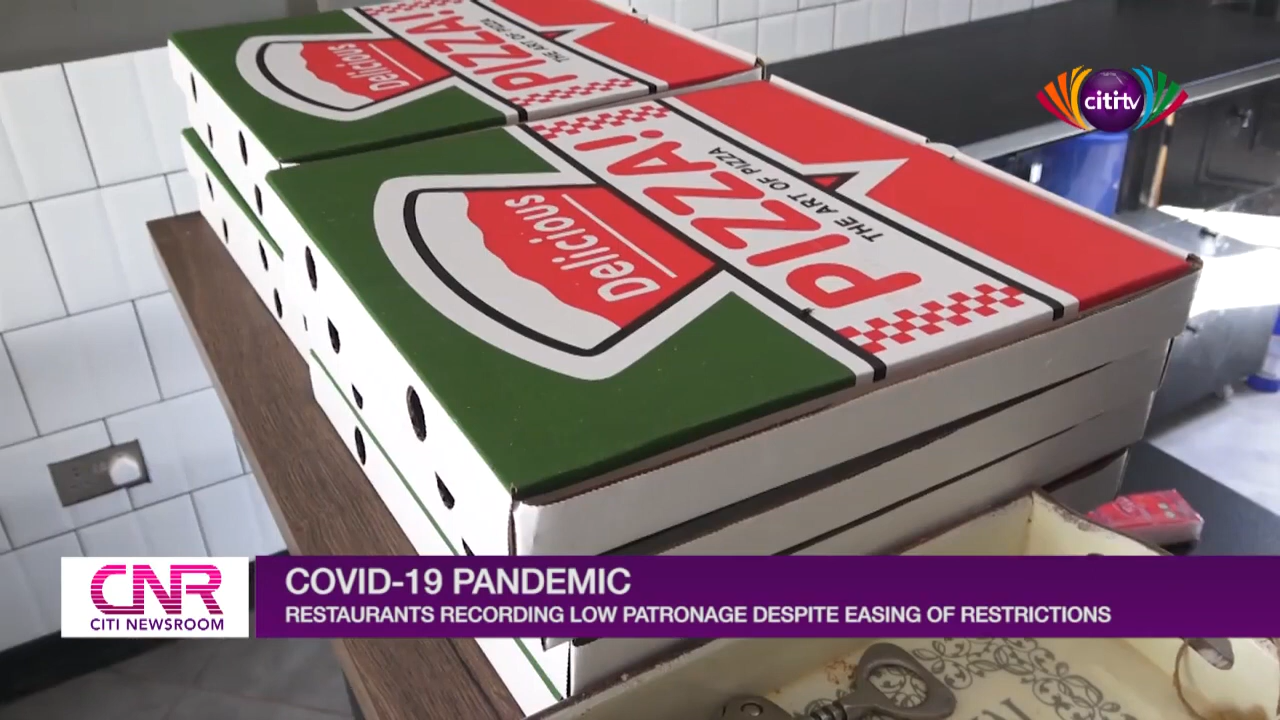 citi tv
Delicious
PIZZA!
THE ART OF PIZZA
Delicious
PIZZA!
THE ART OF PIZZA
CNR
CITI NEWSROOM
COVID-19 PANDEMIC
RESTAURANTS RECORDING LOW PATRONAGE DESPITE EASING OF RESTRICTIONS